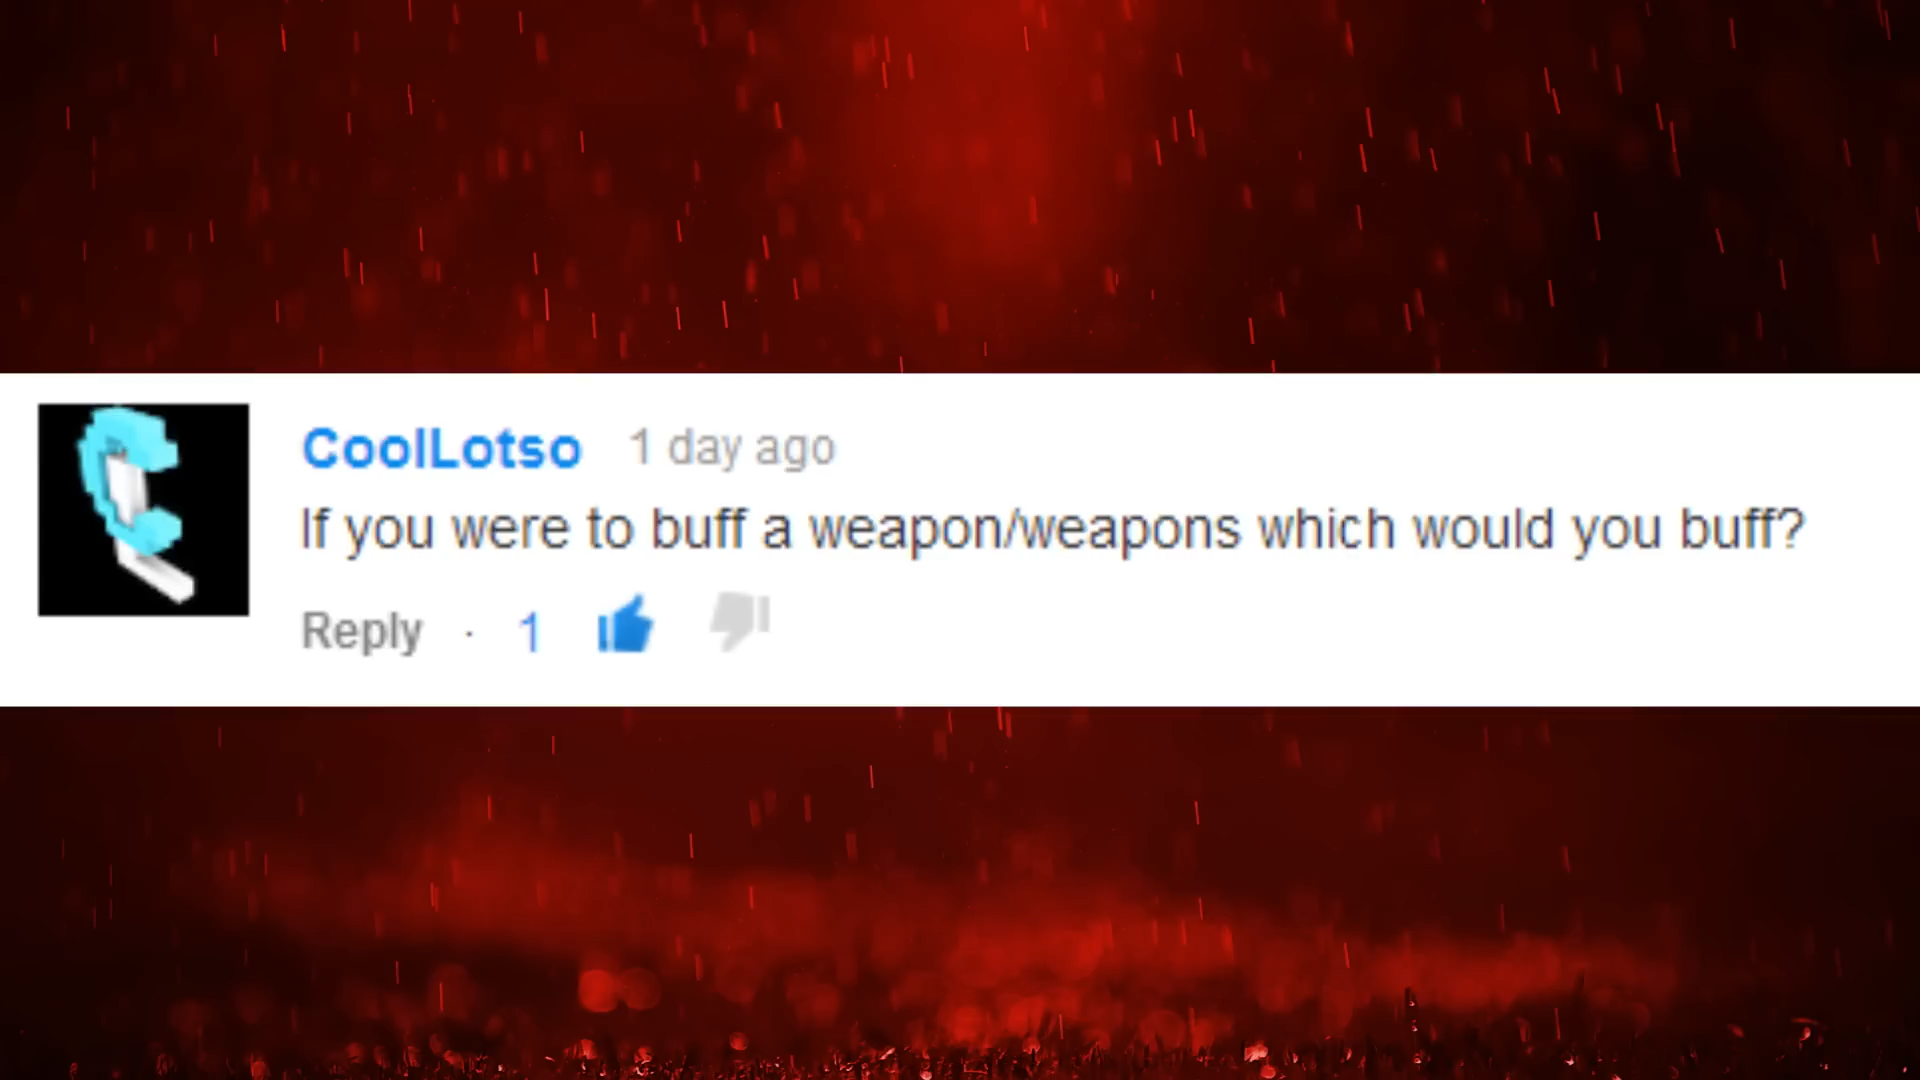 CoolLotso 1 day ago
If you were to buff a weapon/weapons which would you buff?
Reply · 1